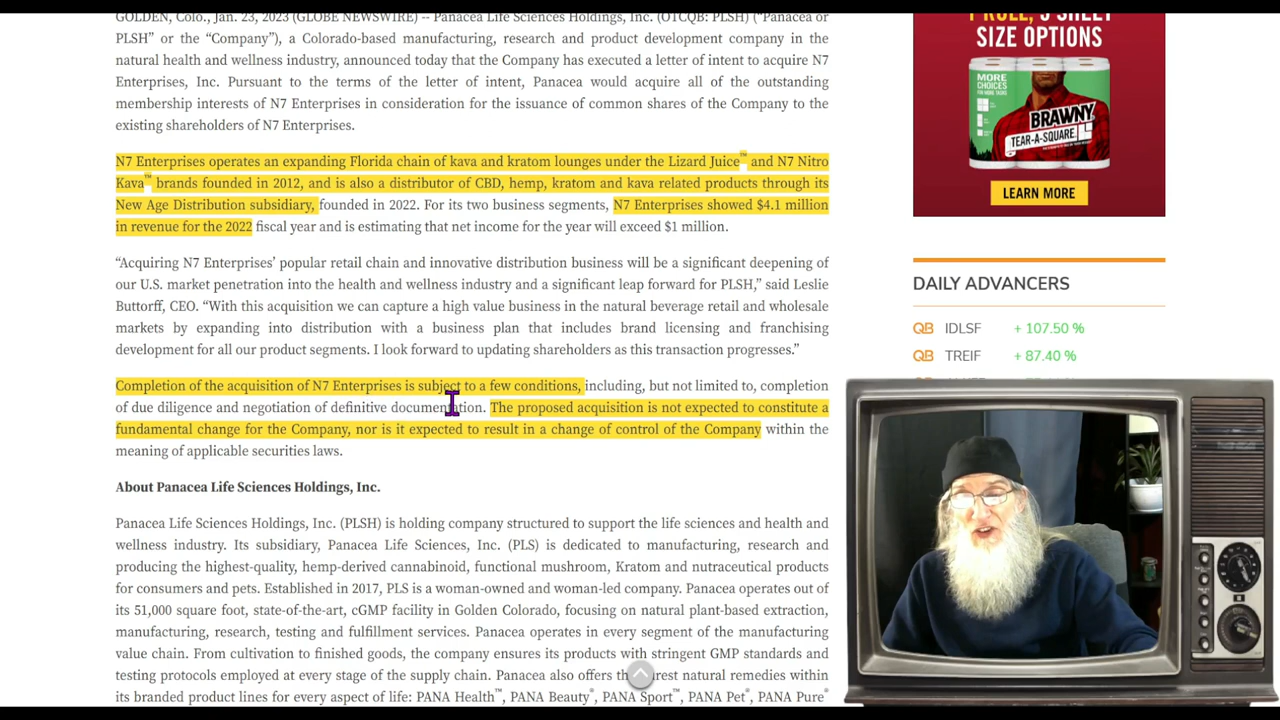 GOLDEN, Colo., Jan. 23, 2023 (GLOBE NEWSWIRE) -- Panacea Life Sciences Holdings, Inc. (OTCQB: PLSH) (“Panacea or
PLSH” or the “Company”), a Colorado-based manufacturing, research and product development company in the
natural health and wellness industry, announced today that the Company has executed a letter of intent to acquire N7
Enterprises, Inc. Pursuant to the terms of the letter of intent, Panacea would acquire all of the outstanding
membership interests of N7 Enterprises in consideration for the issuance of common shares of the Company to the
existing shareholders of N7 Enterprises.
N7 Enterprises operates an expanding Florida chain of kava and kratom lounges under the Lizard Juice™ and N7 Nitro
Kava™ brands founded in 2012, and is also a distributor of CBD, hemp, kratom and kava related products through its
New Age Distribution subsidiary, founded in 2022. For its two business segments, N7 Enterprises showed $4.1 million
in revenue for the 2022 fiscal year and is estimating that net income for the year will exceed $1 million.
“Acquiring N7 Enterprises’ popular retail chain and innovative distribution business will be a significant deepening of
our U.S. market penetration into the health and wellness industry and a significant leap forward for PLSH,” said Leslie
Buttorff, CEO. “With this acquisition we can capture a high value business in the natural beverage retail and wholesale
markets by expanding into distribution with a business plan that includes brand licensing and franchising
development for all our product segments. I look forward to updating shareholders as this transaction progresses.”
Completion of the acquisition of N7 Enterprises is subject to a few conditions, including, but not limited to, completion
of due diligence and negotiation of definitive documentation. The proposed acquisition is not expected to constitute a
fundamental change for the Company, nor is it expected to result in a change of control of the Company within the
meaning of applicable securities laws.
About Panacea Life Sciences Holdings, Inc.
Panacea Life Sciences Holdings, Inc. (PLSH) is holding company structured to support the life sciences and health and
wellness industry. Its subsidiary, Panacea Life Sciences, Inc. (PLS) is dedicated to manufacturing, research and
producing the highest-quality, hemp-derived cannabinoid, functional mushroom, Kratom and nutraceutical products
for consumers and pets. Established in 2017, PLS is a woman-owned and woman-led company. Panacea operates out of
its 51,000 square foot, state-of-the-art, cGMP facility in Golden Colorado, focusing on natural plant-based extraction,
manufacturing, research, testing and fulfillment services. Panacea operates in every segment of the manufacturing
value chain. From cultivation to finished goods, the company ensures its products with stringent GMP standards and
testing protocols employed at every stage of the supply chain. Panacea also offers the purest natural remedies within
its branded product lines for every aspect of life: PANA Health™, PANA Beauty®, PANA Sport™, PANA Pet®, PANA Pure®
SHEET
SIZE OPTIONS
MORE
CHOICES
BRAWNY
TEAR-A-SQUARE
LEARN MORE
DAILY ADVANCERS
QB IDLSF + 107.50 %
QB TREIF + 87.40 %